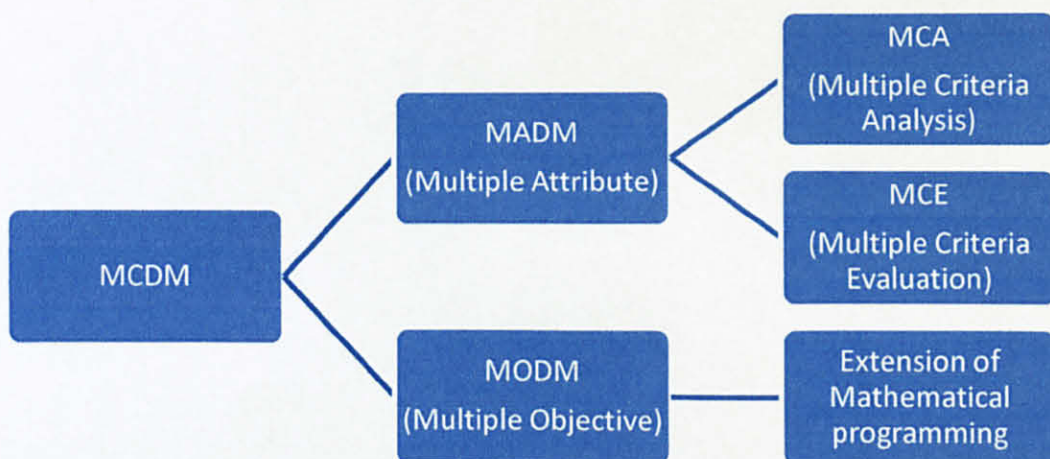 MCDM
MADM
(Multiple Attribute)
MCA
(Multiple Criteria
Analysis)
MCE
(Multiple Criteria
Evaluation)
MODM
(Multiple Objective)
Extension of
Mathematical
programming